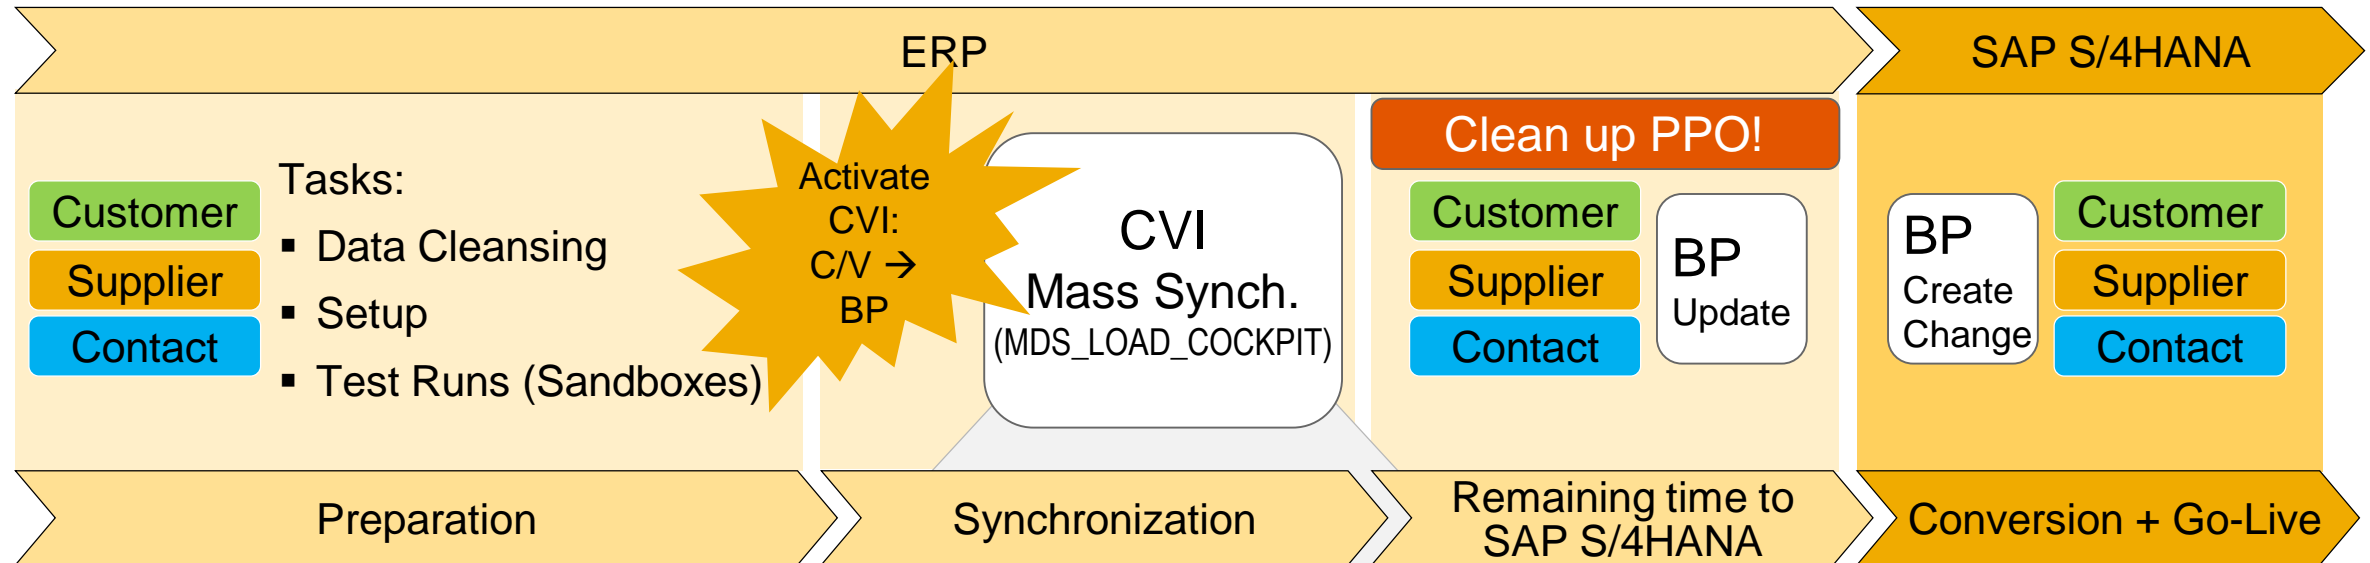 ERP
SAP S/4HANA
Customer
Supplier
Contact
Tasks:
▪ Data Cleansing
▪ Setup
▪ Test Runs (Sandboxes)
Activate
CVI:
C/V →
BP
CVI
Mass Synch.
(MDS_LOAD_COCKPIT)
Clean up PPO!
Customer
Supplier
Contact
BP
Update
BP
Create
Change
Customer
Supplier
Contact
Preparation
Synchronization
Remaining time to
SAP S/4HANA
Conversion + Go-Live